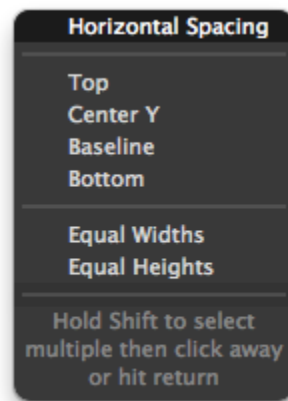 Horizontal Spacing
Top
Center Y
Baseline
Bottom
Equal Widths
Equal Heights
Hold Shift to select
multiple then click away
or hit return